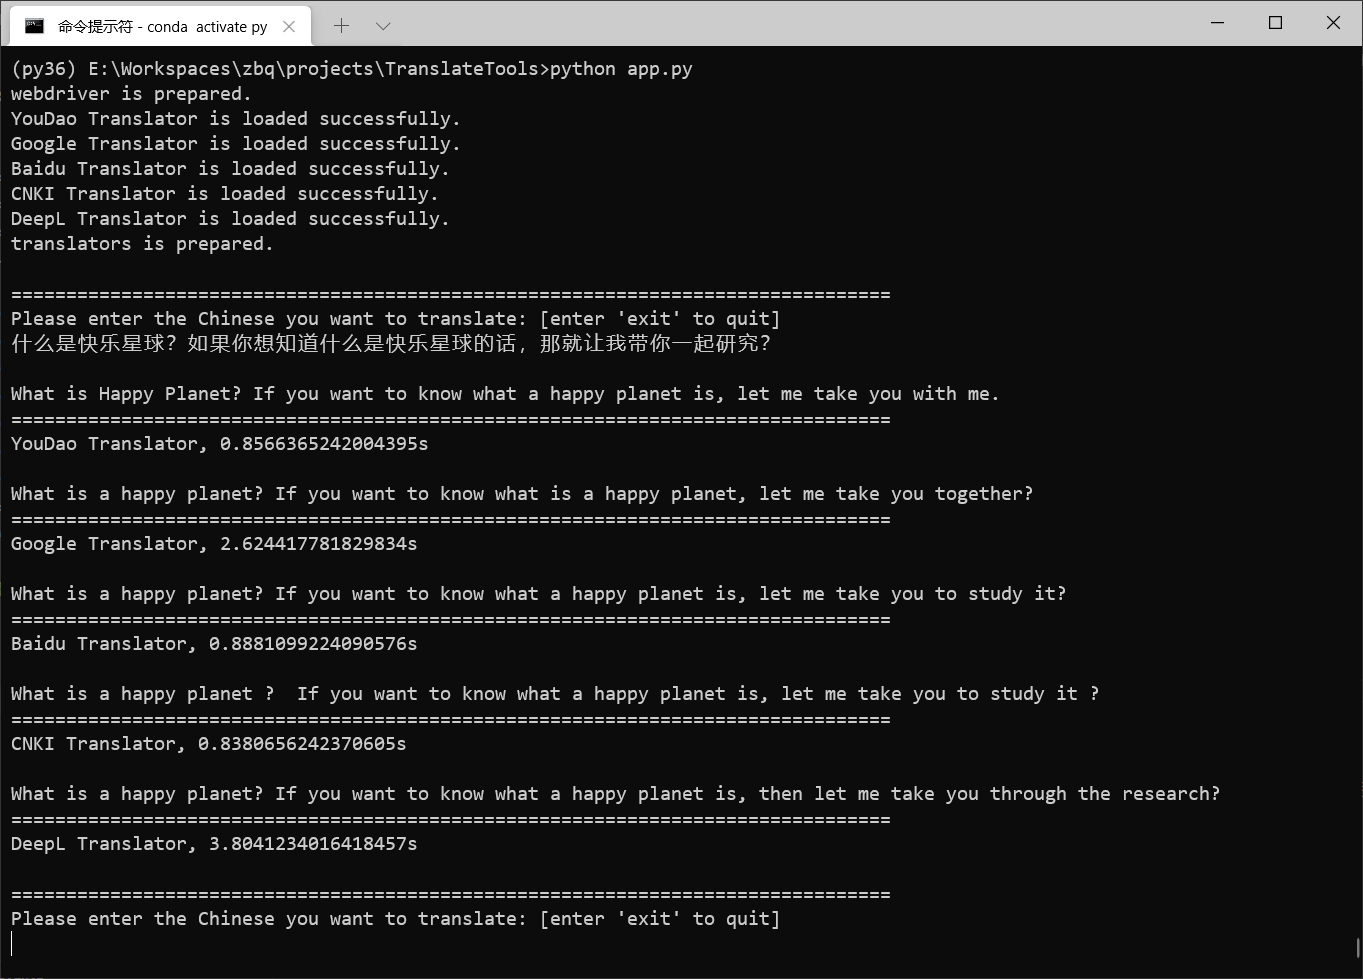 命令提示符 - conda  activate py
(py36) E:\Workspaces\zbq\projects\TranslateTools>python app.py
webdriver is prepared.
YouDao Translator is loaded successfully.
Google Translator is loaded successfully.
Baidu Translator is loaded successfully.
CNKI Translator is loaded successfully.
DeepL Translator is loaded successfully.
translators is prepared.
================================================================================
Please enter the Chinese you want to translate: [enter 'exit' to quit]
什么是快乐星球？如果你想知道什么是快乐星球的话，那就让我带你一起研究？
What is Happy Planet? If you want to know what a happy planet is, let me take you with me.
================================================================================
YouDao Translator, 0.8566365242004395s
What is a happy planet? If you want to know what is a happy planet, let me take you together?
================================================================================
Google Translator, 2.624417781829834s
What is a happy planet? If you want to know what a happy planet is, let me take you to study it?
================================================================================
Baidu Translator, 0.8881099224090576s
What is a happy planet ?  If you want to know what a happy planet is, let me take you to study it ?
================================================================================
CNKI Translator, 0.8380656242370605s
What is a happy planet? If you want to know what a happy planet is, then let me take you through the research?
================================================================================
DeepL Translator, 3.8041234016418457s
================================================================================
Please enter the Chinese you want to translate: [enter 'exit' to quit]